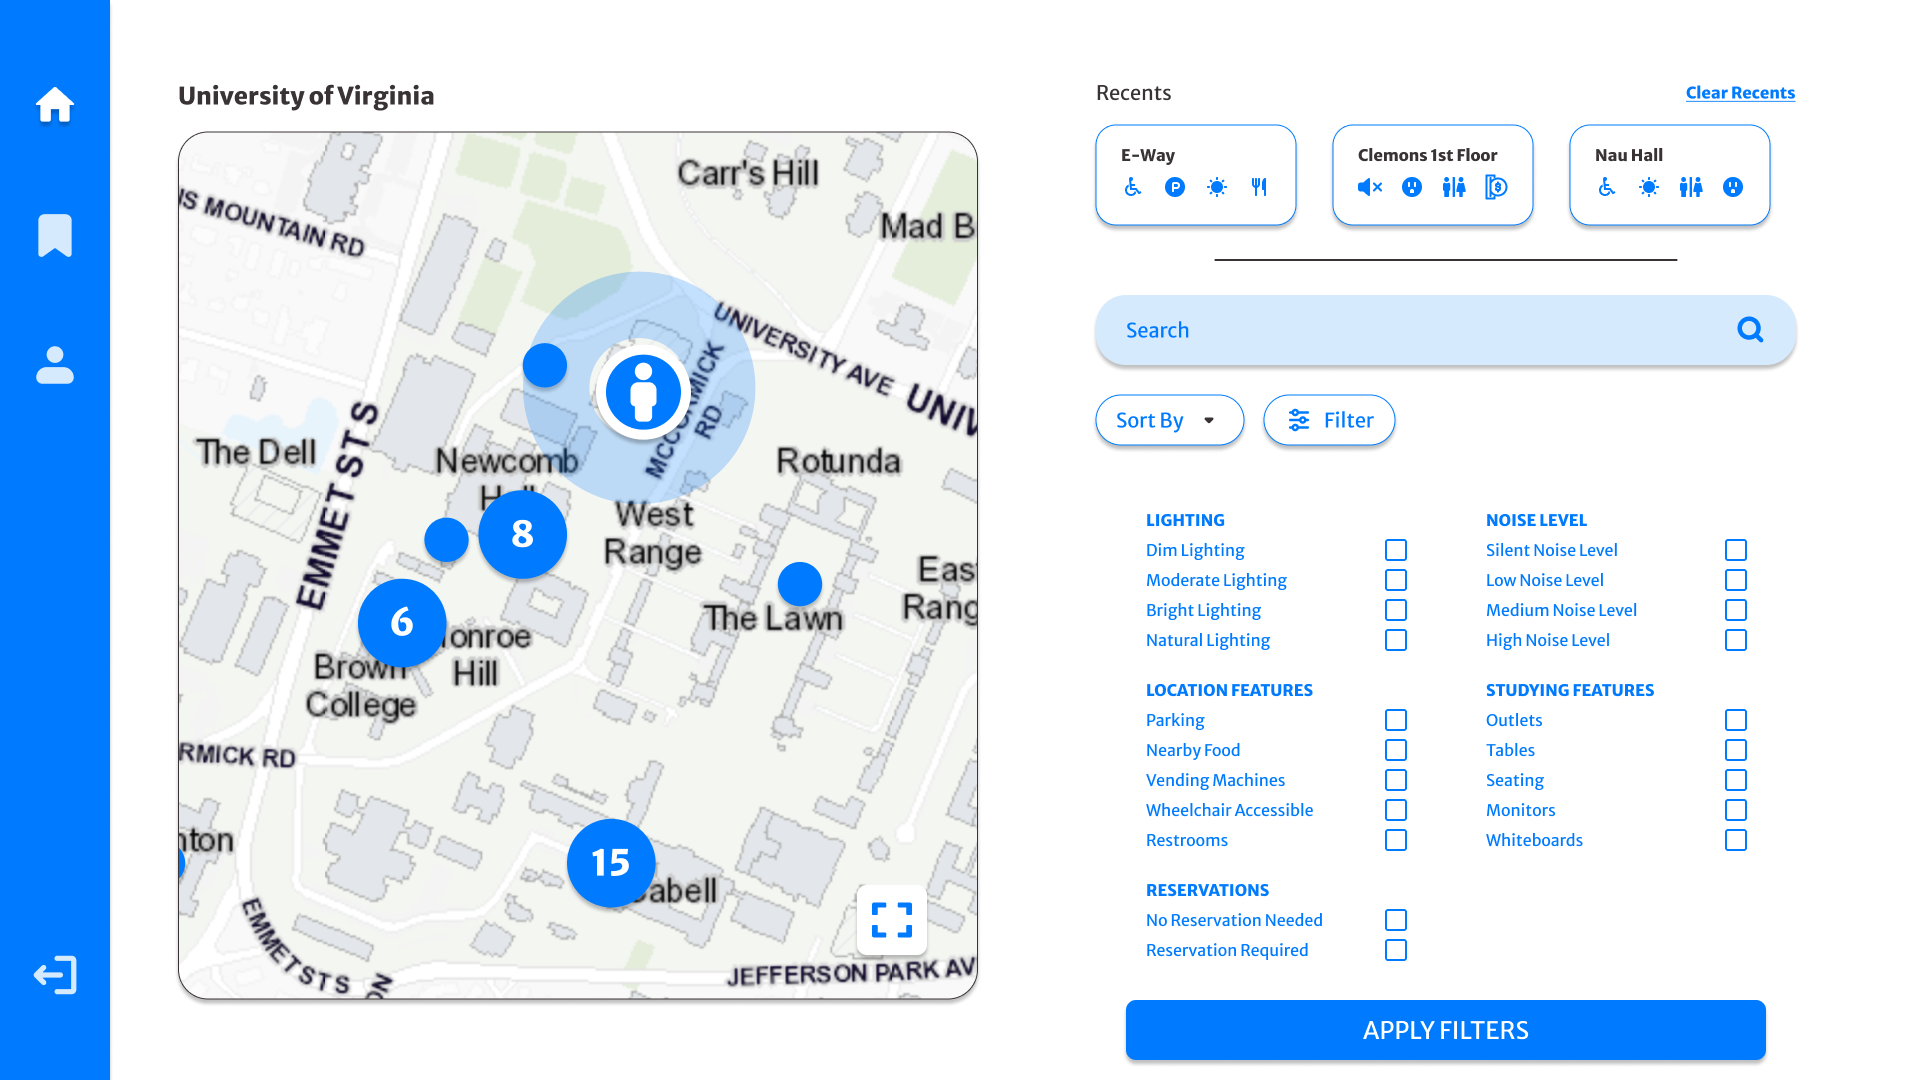 University of Virginia
Carr's Hill
IS MOUNTAIN RD
Mad B
UNIVERSITY AVE
UNIV
MCCORMICK
RD
The Dell
EMMET ST S
Newcomb
Rotunda
8
West
Range
Eas
Rang
6
The Lawn
onroe
Hill
Brown
College
RMICK RD
nton
15
abell
EMMET ST S
JEFFERSON PARK AV
Recents
Clear Recents
E-Way
P
Clemons 1st Floor
$
Nau Hall
Search
Sort By
Filter
LIGHTING
Dim Lighting
Moderate Lighting
Bright Lighting
Natural Lighting
NOISE LEVEL
Silent Noise Level
Low Noise Level
Medium Noise Level
High Noise Level
LOCATION FEATURES
Parking
Nearby Food
Vending Machines
Wheelchair Accessible
Restrooms
STUDYING FEATURES
Outlets
Tables
Seating
Monitors
Whiteboards
RESERVATIONS
No Reservation Needed
Reservation Required
APPLY FILTERS